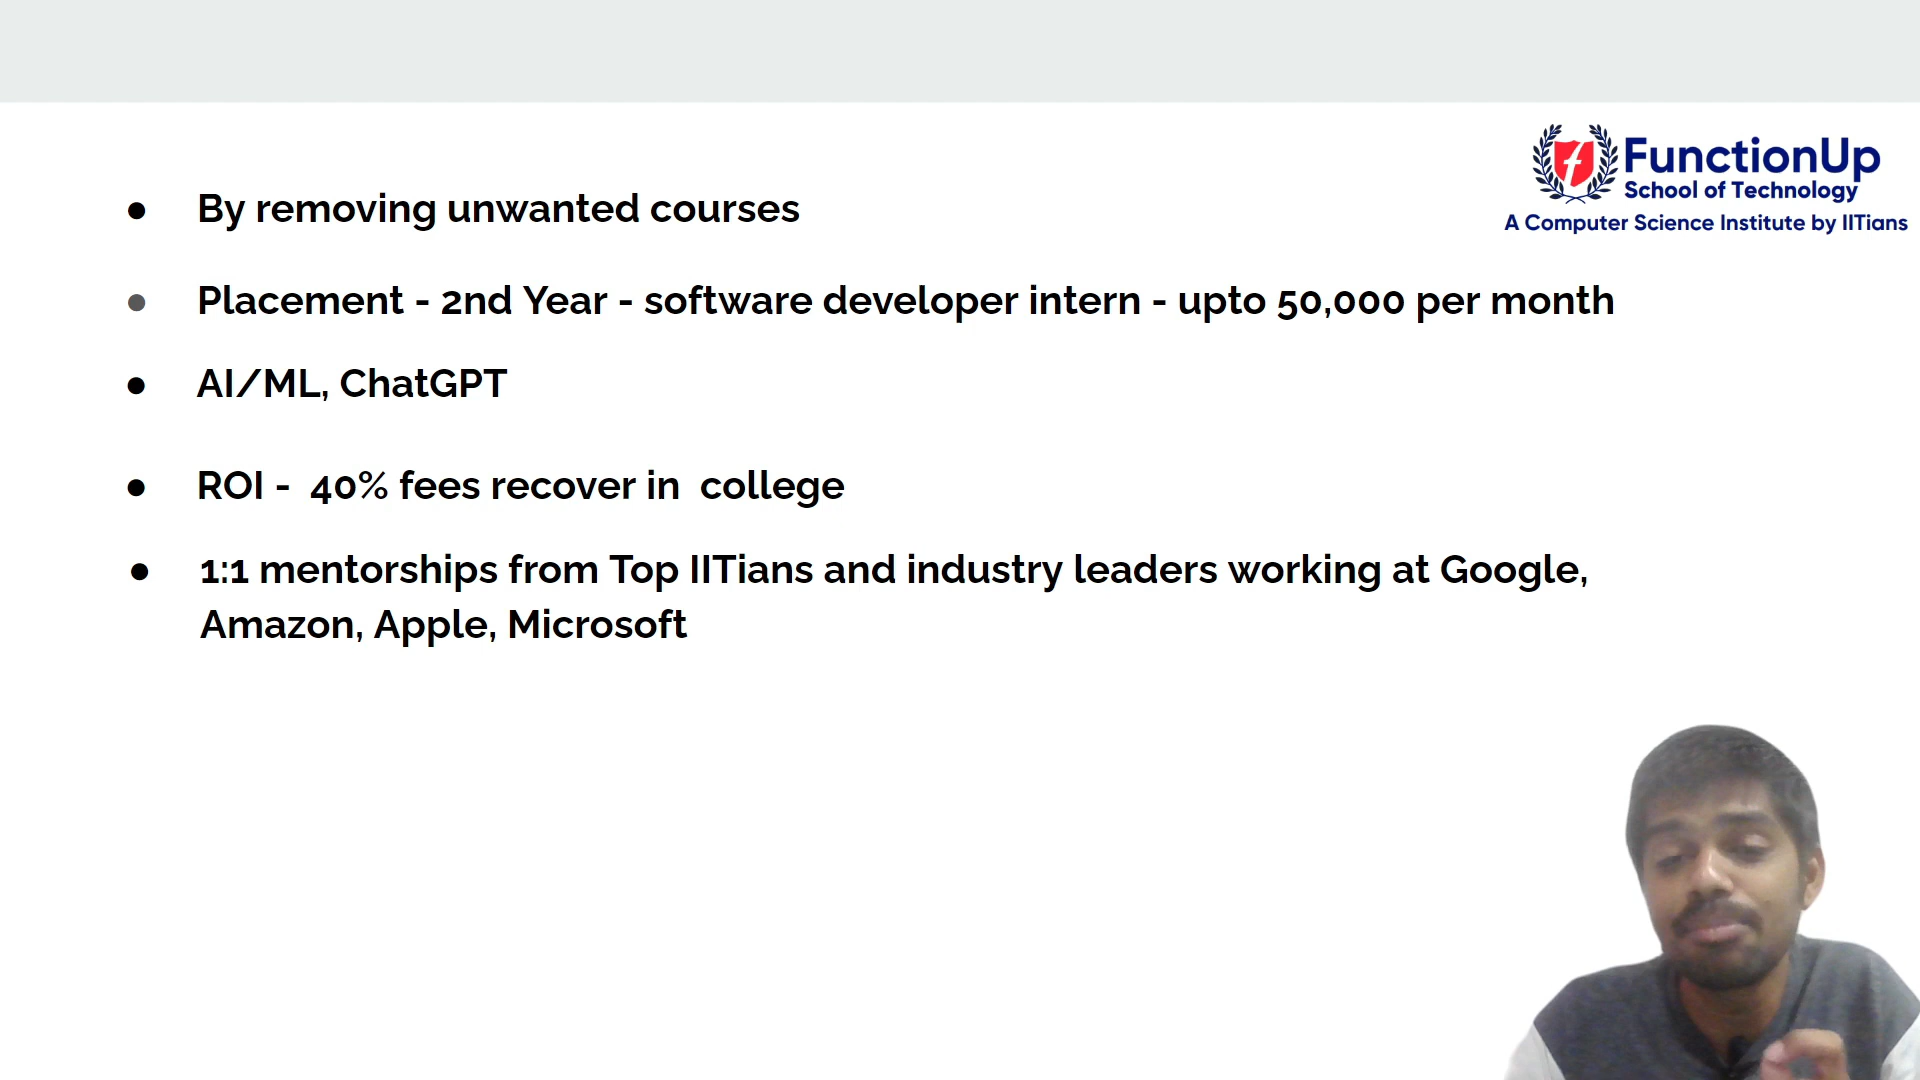 FunctionUp
School of Technology
A Computer Science Institute by IITians
● By removing unwanted courses
● Placement - 2nd Year - software developer intern - upto 50,000 per month
● AI/ML, ChatGPT
● ROI - 40% fees recover in college
● 1:1 mentorships from Top IITians and industry leaders working at Google,
Amazon, Apple, Microsoft